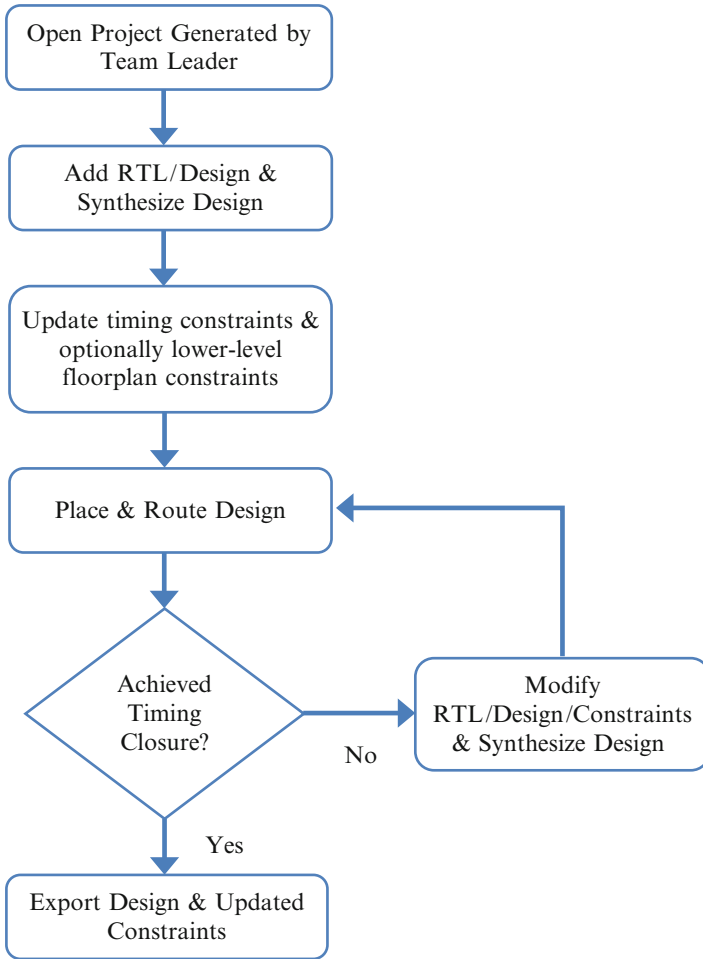 Open Project Generated by
Team Leader
Add RTL/Design &
Synthesize Design
Update timing constraints &
optionally lower-level
floorplan constraints
Place & Route Design
Achieved
Timing
Closure?
No
Modify
RTL/Design/Constraints
& Synthesize Design
Yes
Export Design & Updated
Constraints